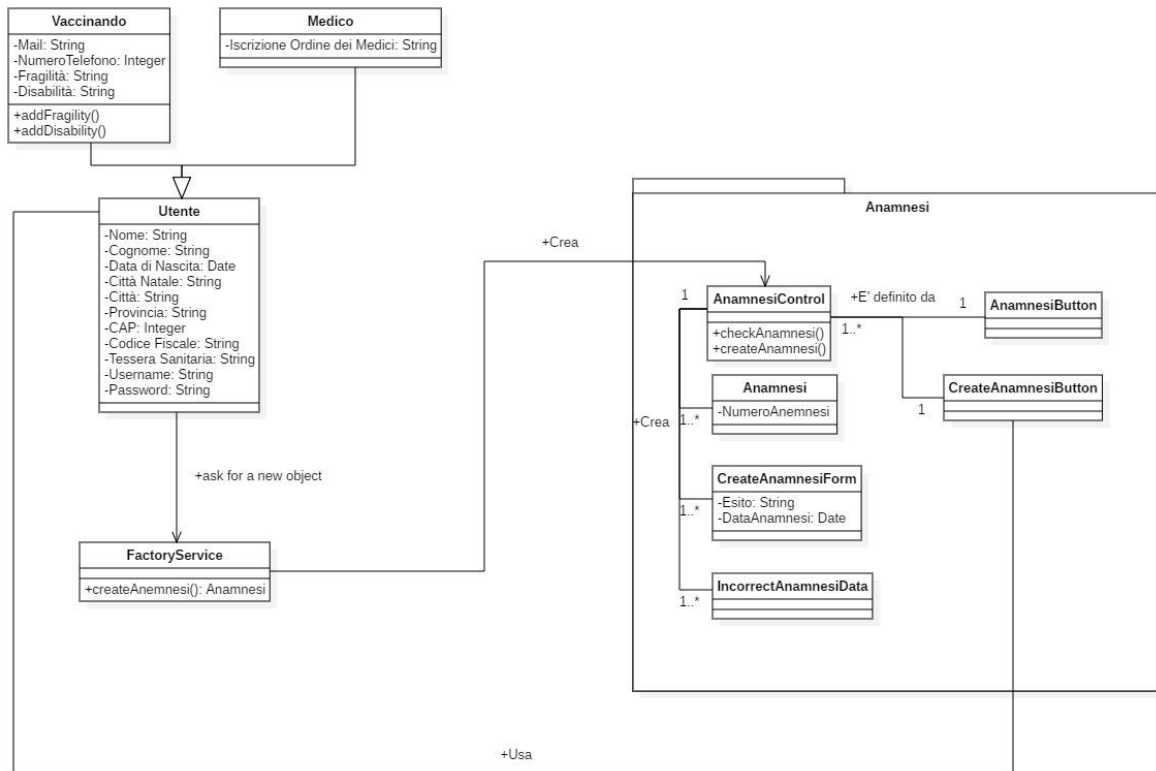 Vaccinando
-Mail: String
-NumeroTelefono: Integer
-Fragilità: String
-Disabilità: String
+addFragility()
+addDisability()
Medico
-Iscrizione Ordine dei Medici: String
Utente
-Nome: String
-Cognome: String
-Data di Nascita: Date
-Città Natale: String
-Città: String
-Provincia: String
-CAP: Integer
-Codice Fiscale: String
-Tessera Sanitaria: String
-Username: String
-Password: String
+ask for a new object
FactoryService
+createAnemnesi(): Anamnesi
+Crea
Anamnesi
1
AnamnesiControl
+checkAnamnesi()
+createAnamnesi()
+E' definito da
1
1..*
AnamnesiButton
CreateAnamnesiButton
1
Anamnesi
-NumeroAnemnesi
1..*
+Crea
CreateAnamnesiForm
-Esito: String
-DataAnamnesi: Date
1..*
IncorrectAnamnesiData
1..*
+Usa